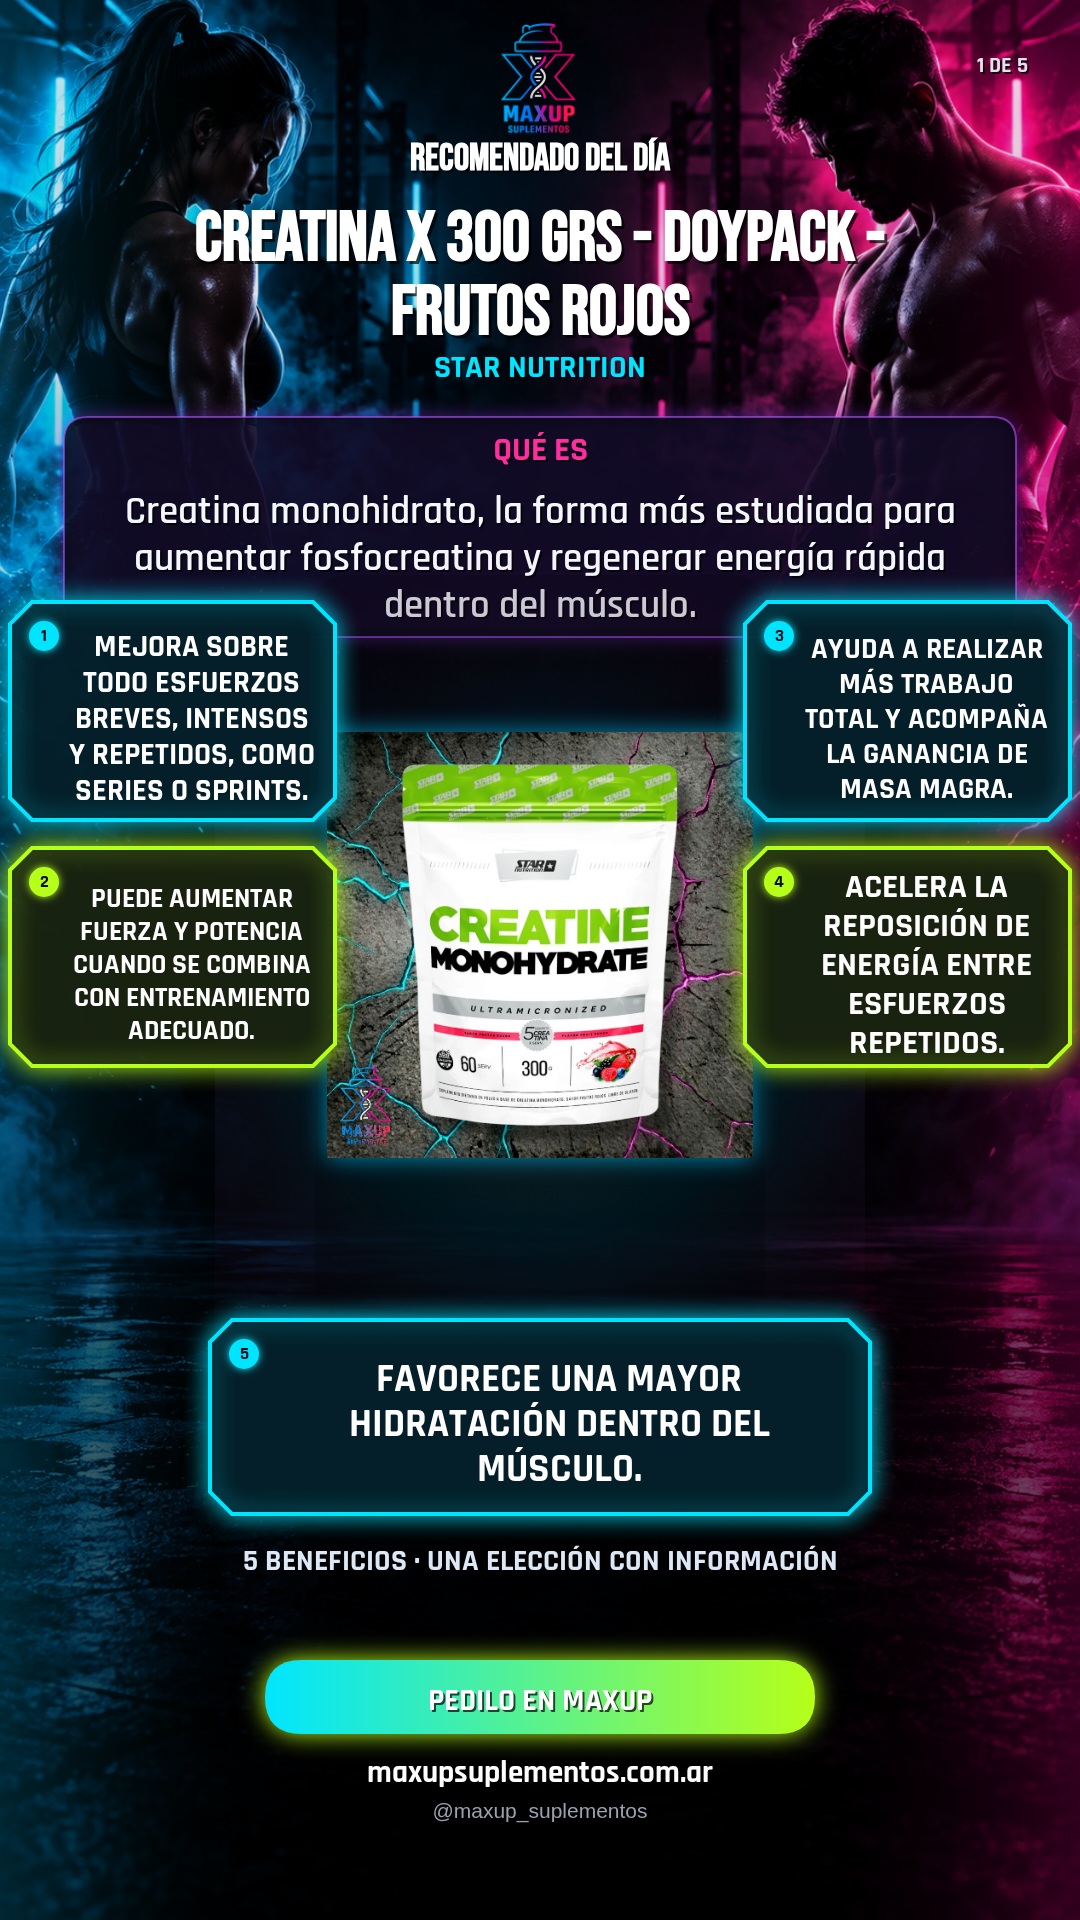 1 DE 5
MAXUP
SUPLEMENTOS
RECOMENDADO DEL DÍA
CREATINA X 300 GRS - DOYPACK -
FRUTOS ROJOS
STAR NUTRITION
QUÉ ES
Creatina monohidrato, la forma más estudiada para
aumentar fosfocreatina y regenerar energía rápida
dentro del músculo.
1
MEJORA SOBRE
TODO ESFUERZOS
BREVES, INTENSOS
Y REPETIDOS, COMO
SERIES O SPRINTS.
2
PUEDE AUMENTAR
FUERZA Y POTENCIA
CUANDO SE COMBINA
CON ENTRENAMIENTO
ADECUADO.
STAR
NUTRITION
CREATINE
MONOHYDRATE
ULTRAMICRONIZED
5 CREA
TINA
60 SERV
300
MAXUP
3
AYUDA A REALIZAR
MÁS TRABAJO
TOTAL Y ACOMPAÑA
LA GANANCIA DE
MASA MAGRA.
4
ACELERA LA
REPOSICIÓN DE
ENERGÍA ENTRE
ESFUERZOS
REPETIDOS.
5
FAVORECE UNA MAYOR
HIDRATACIÓN DENTRO DEL
MÚSCULO.
5 BENEFICIOS · UNA ELECCIÓN CON INFORMACIÓN
PEDILO EN MAXUP
maxupsuplementos.com.ar
@maxup_suplementos